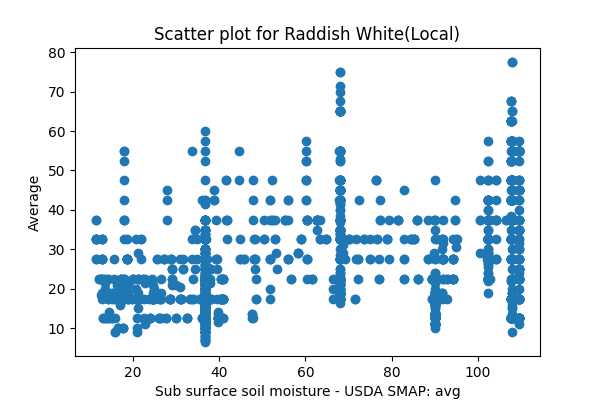 Scatter plot for Raddish White(Local)
80
70
60
50
40
30
20
10
Average
20 40 60 80 100
Sub surface soil moisture - USDA SMAP: avg